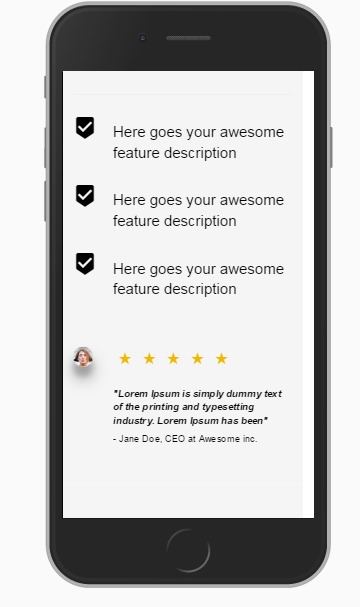 Here goes your awesome
feature description
Here goes your awesome
feature description
Here goes your awesome
feature description
"Lorem Ipsum is simply dummy text
of the printing and typesetting
industry. Lorem Ipsum has been"
- Jane Doe, CEO at Awesome inc.